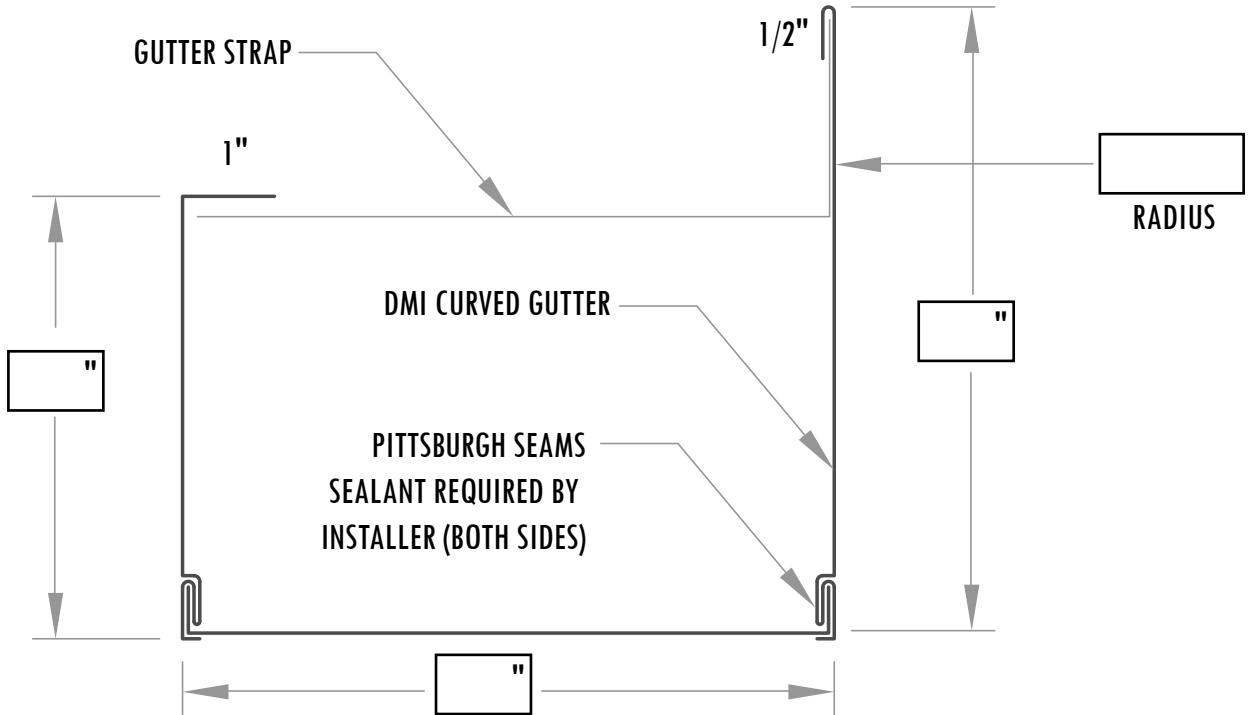 1/2"
GUTTER STRAP
1"
RADIUS
DMI CURVED GUTTER
"
"
PITTSBURGH SEAMS
SEALANT REQUIRED BY
INSTALLER (BOTH SIDES)
"